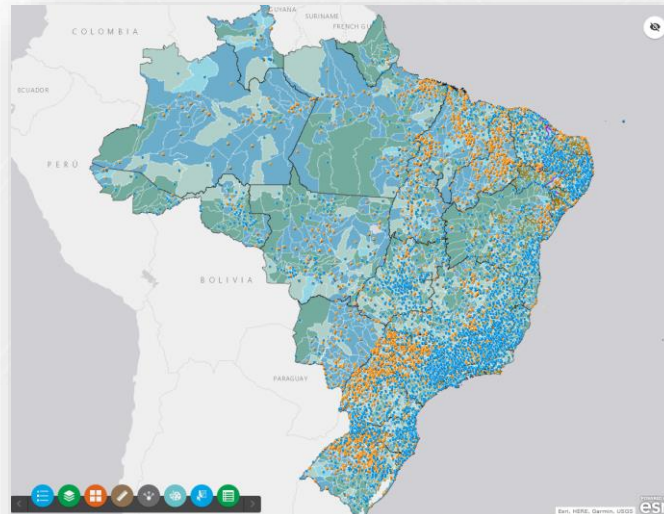 GUYANA
SURINAME
FRENCH GU
COLOMBIA
ECUADOR
PERÚ
BOLIVIA
PARAGUAY
Esri, HERE, Garmin, USGS
esri